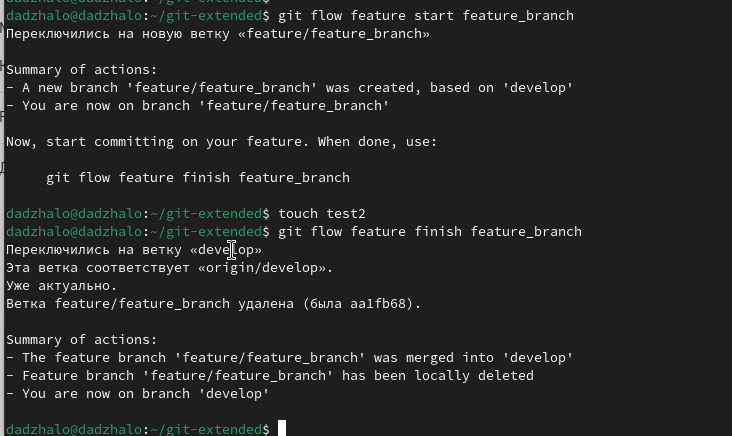 dadzhalo@dadzhalo:~/git-extended$ git flow feature start feature_branch
Переключились на новую ветку «feature/feature_branch»
Summary of actions:
- A new branch 'feature/feature_branch' was created, based on 'develop'
- You are now on branch 'feature/feature_branch'
Now, start committing on your feature. When done, use:
git flow feature finish feature_branch
dadzhalo@dadzhalo:~/git-extended$ touch test2
dadzhalo@dadzhalo:~/git-extended$ git flow feature finish feature_branch
Переключились на ветку «develop»
Эта ветка соответствует «origin/develop».
Уже актуально.
Ветка feature/feature_branch удалена (была aa1fb68).
Summary of actions:
- The feature branch 'feature/feature_branch' was merged into 'develop'
- Feature branch 'feature/feature_branch' has been locally deleted
- You are now on branch 'develop'
dadzhalo@dadzhalo:~/git-extended$